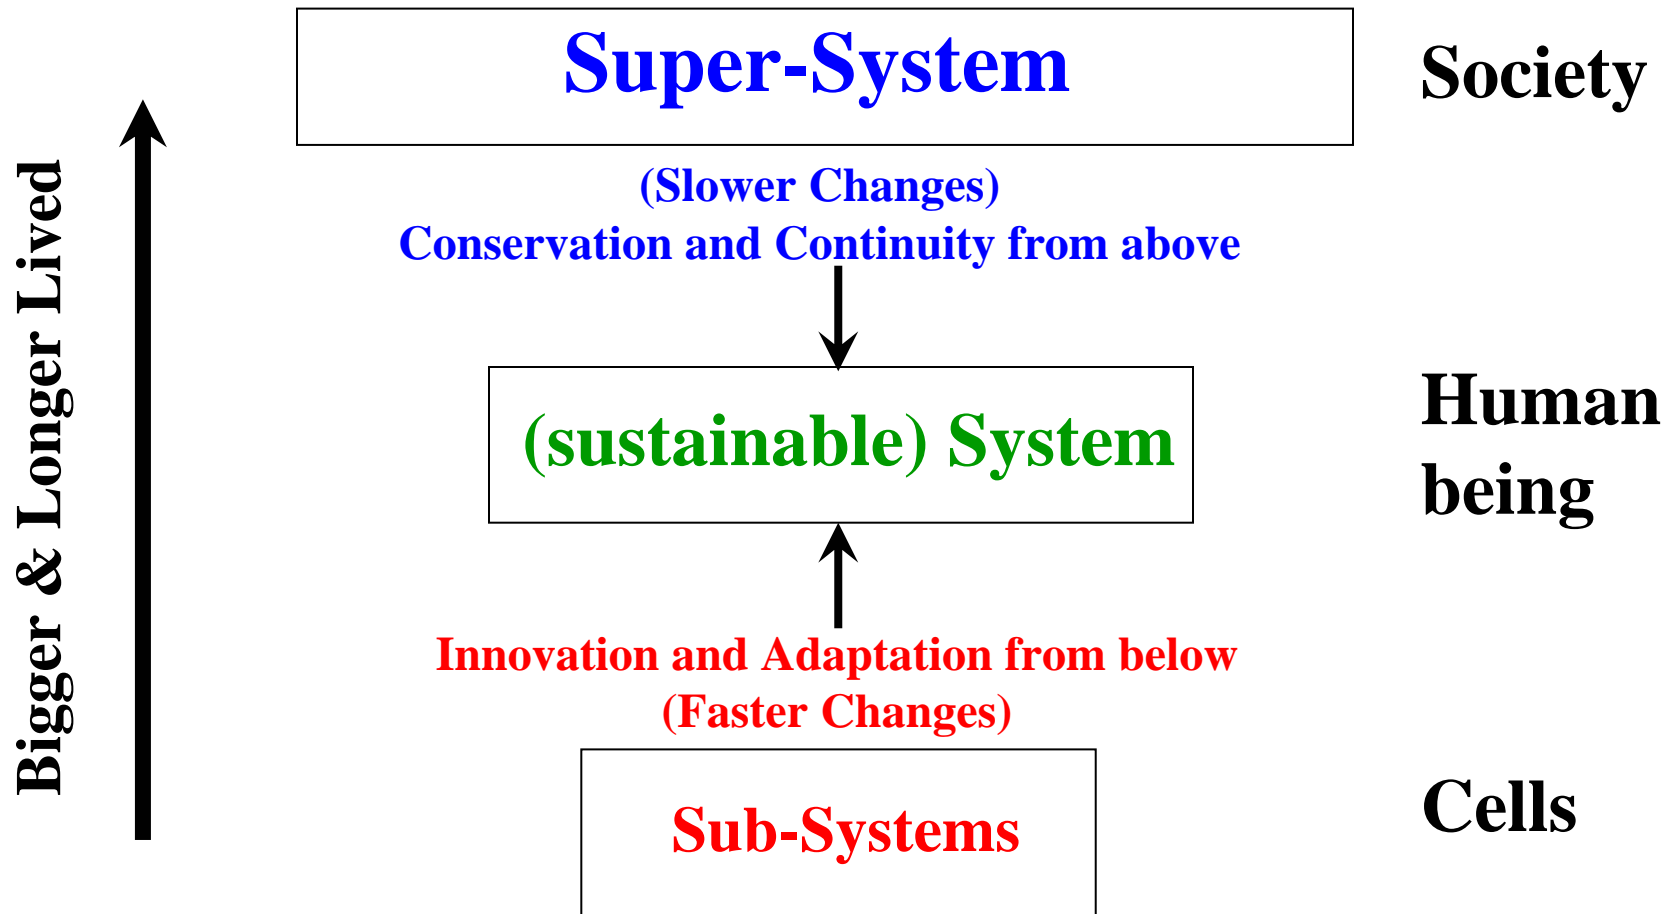 Super-System
Society
(Slower Changes)
Conservation and Continuity from above
Bigger & Longer Lived
(sustainable) System
Human
being
Innovation and Adaptation from below
(Faster Changes)
Sub-Systems
Cells